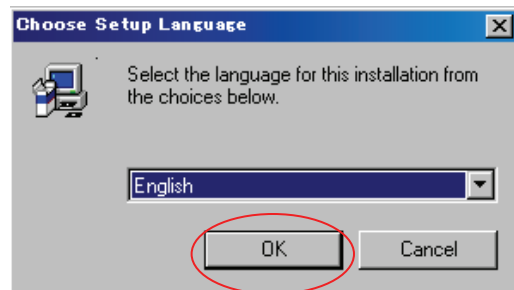 Choose Setup Language
Select the language for this installation from
the choices below.
English
OK
Cancel